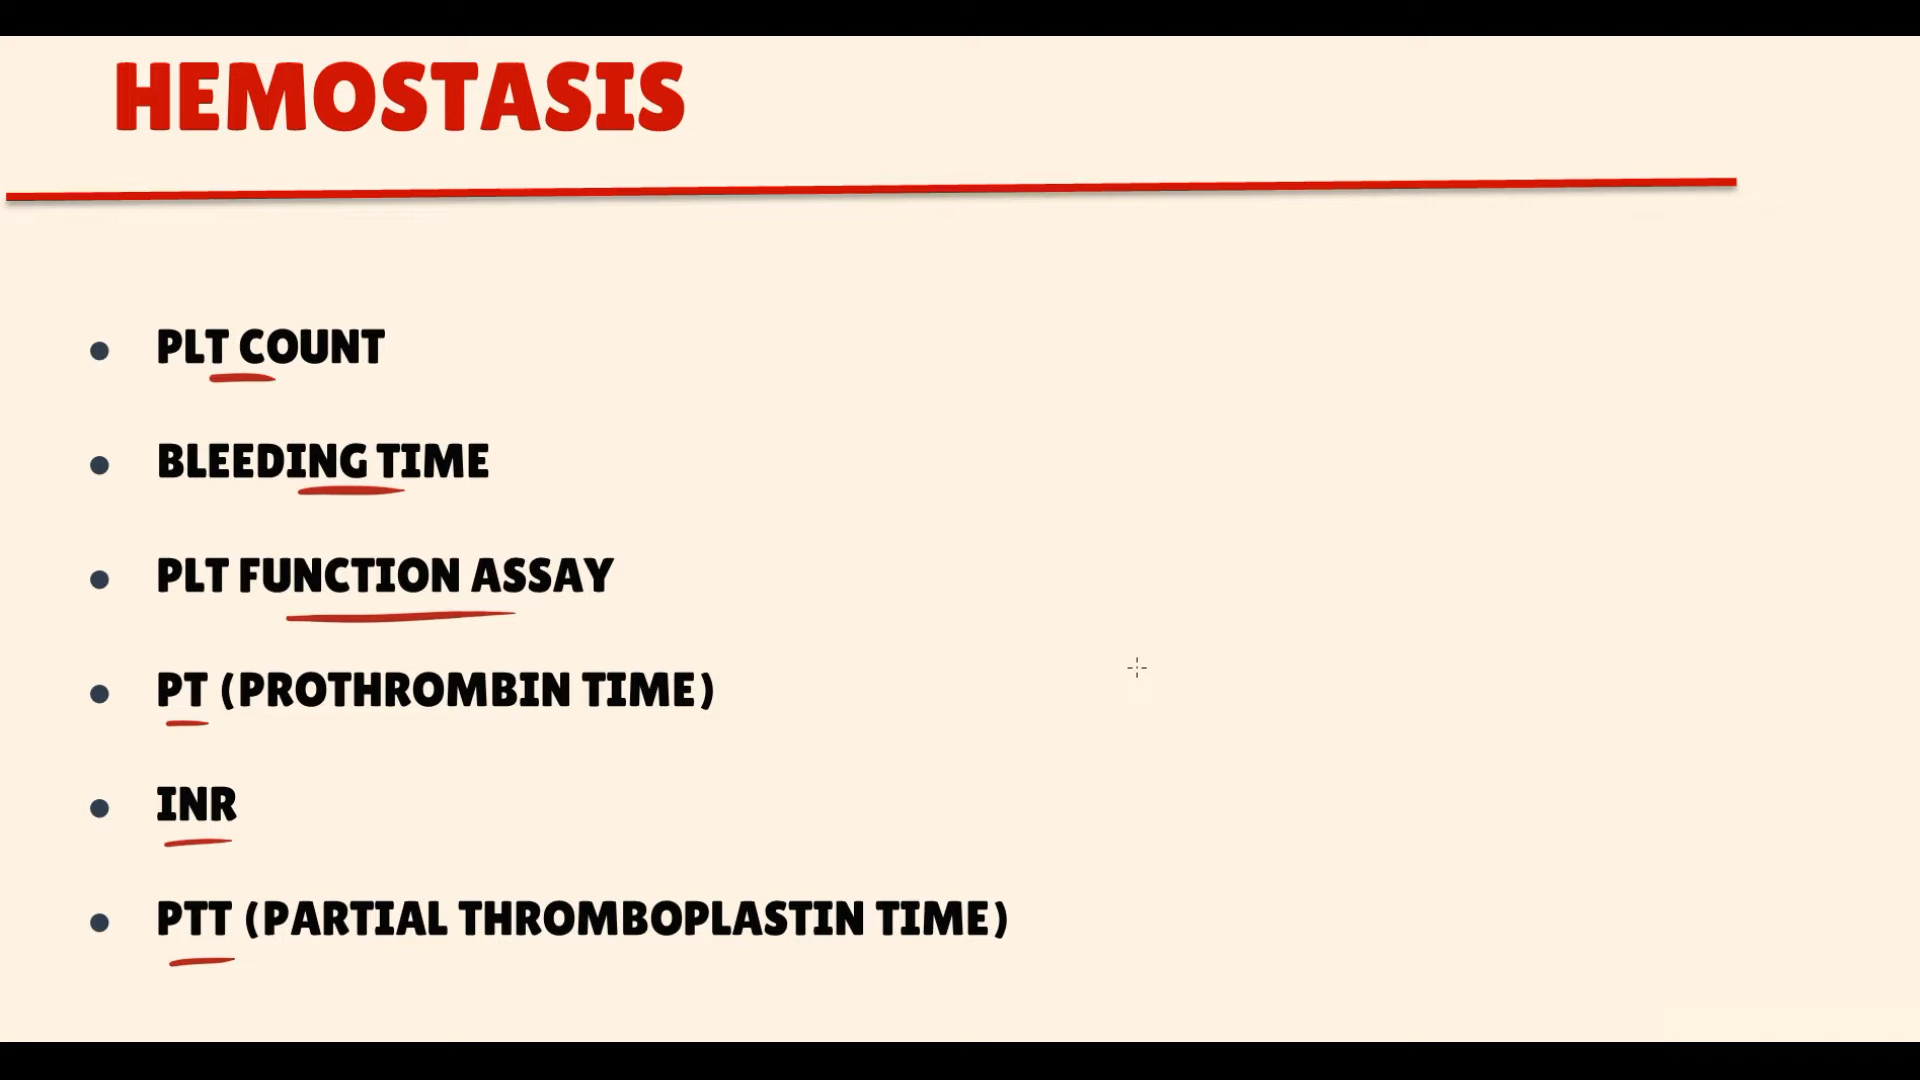 HEMOSTASIS
PLT COUNT
BLEEDING TIME
PLT FUNCTION ASSAY
PT (PROTHROMBIN TIME)
INR
PTT (PARTIAL THROMBOPLASTIN TIME)